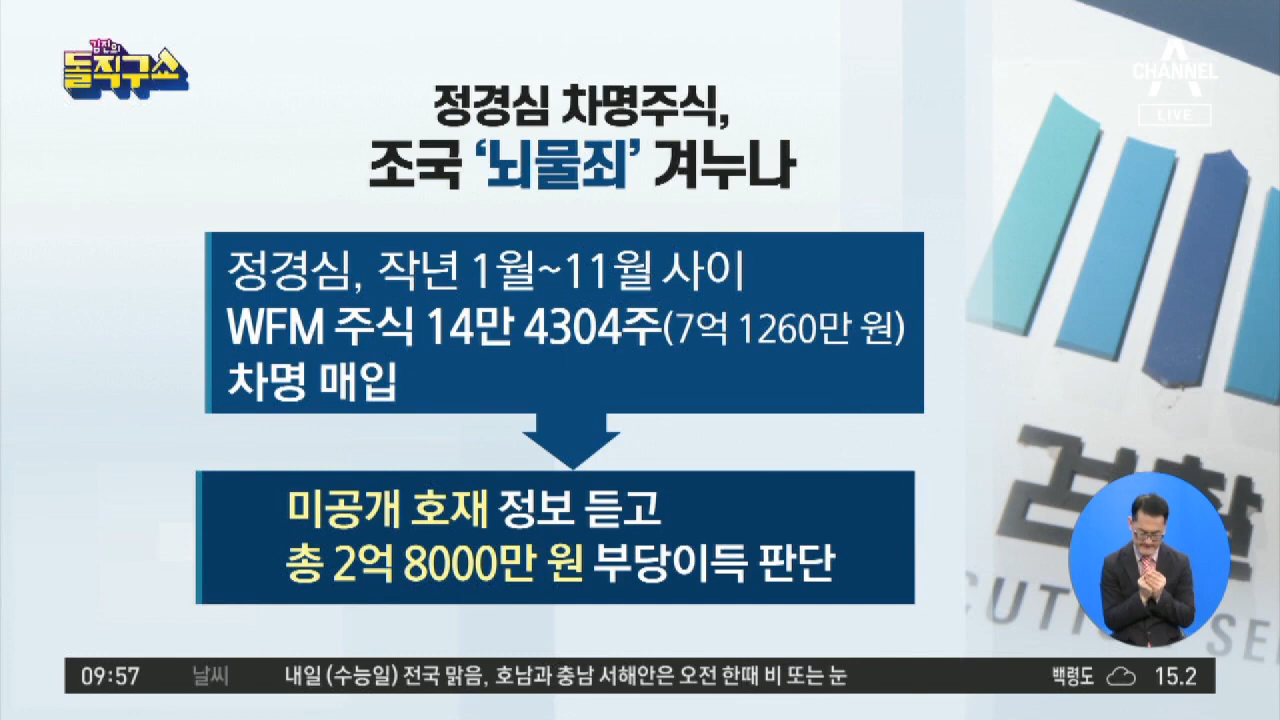 김진의
돌직구쇼
CHANNEL
LIVE
정경심 차명주식,
조국 ‘뇌물죄’ 겨누나
정경심, 작년 1월~11월 사이
WFM 주식 14만 4304주(7억 1260만 원)
차명 매입
미공개 호재 정보 듣고
총 2억 8000만 원 부당이득 판단
검찰
CUTI
SE
09:57 날씨 내일 (수능일) 전국 맑음, 호남과 충남 서해안은 오전 한때 비 또는 눈 백령도 15.2